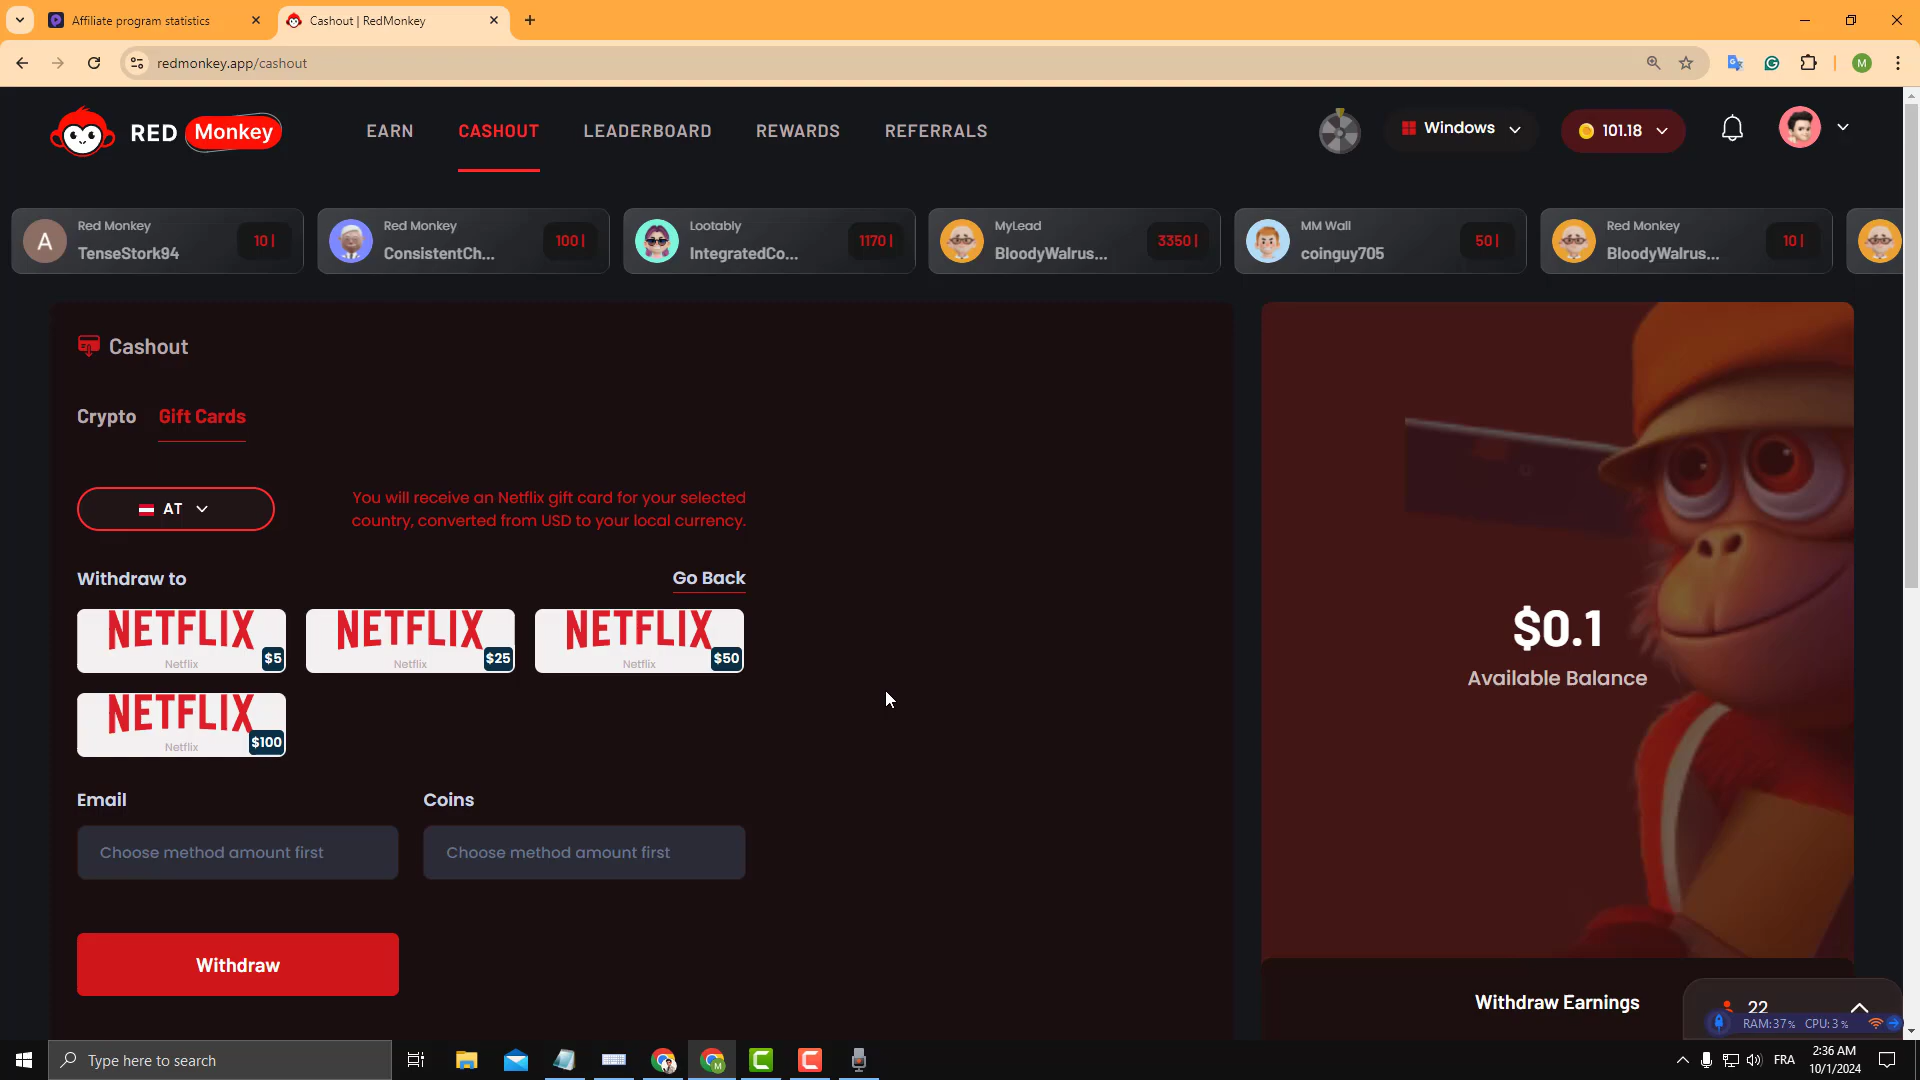 Affiliate program statistics
Cashout | RedMonkey
redmonkey.app/cashout
M
RED Monkey
EARN
CASHOUT
LEADERBOARD
REWARDS
REFERRALS
Windows
101.18
A
Red Monkey
TenseStork94
10 |
Red Monkey
ConsistentCh...
100 |
Lootably
IntegratedCo...
1170 |
MyLead
BloodyWalrus...
3350 |
MM Wall
coinguy705
50 |
Red Monkey
BloodyWalrus...
10 |
Cashout
Crypto
Gift Cards
AT
You will receive an Netflix gift card for your selected
country, converted from USD to your local currency.
Withdraw to
Go Back
NETFLIX
Netflix
$5
NETFLIX
Netflix
$25
NETFLIX
Netflix
$50
NETFLIX
Netflix
$100
Email
Coins
Choose method amount first
Choose method amount first
Withdraw
$0.1
Available Balance
Withdraw Earnings
22
RAM:37% CPU:3%
Type here to search
FRA
2:36 AM
10/1/2024